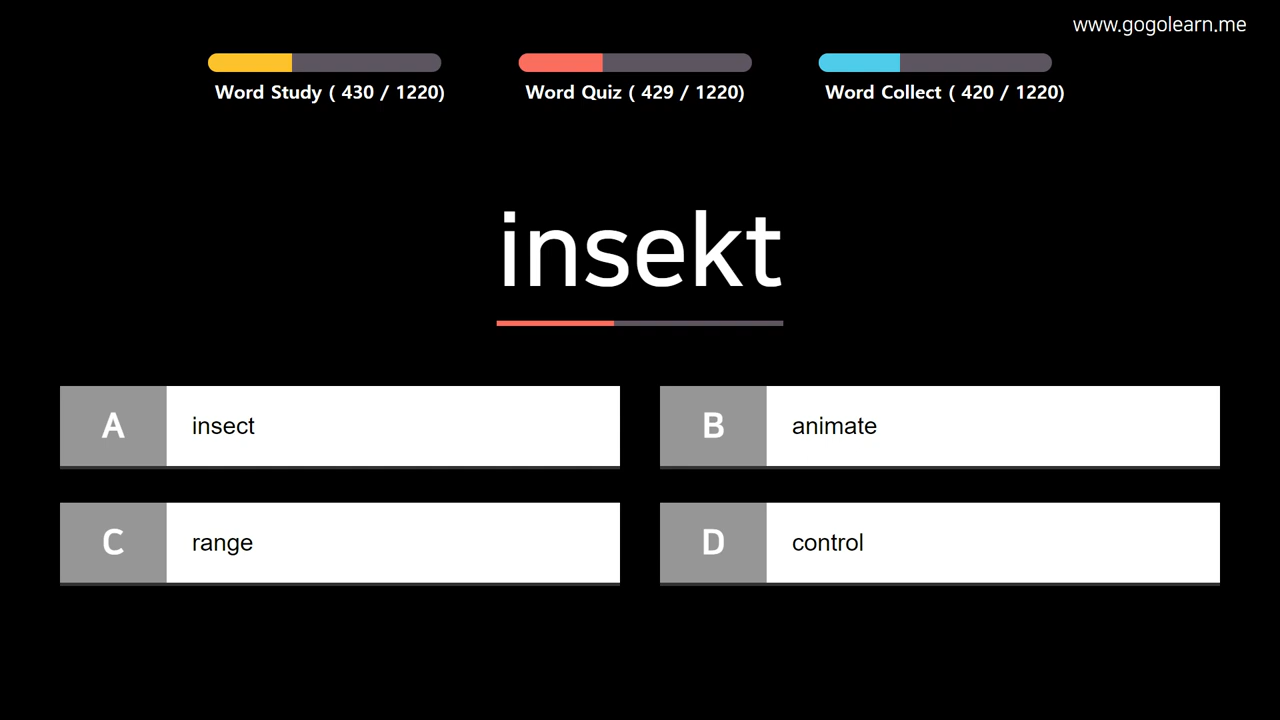 www.gogolearn.me
Word Study ( 430 / 1220)
Word Quiz ( 429 / 1220)
Word Collect ( 420 / 1220)
insekt
A
insect
B
animate
C
range
D
control